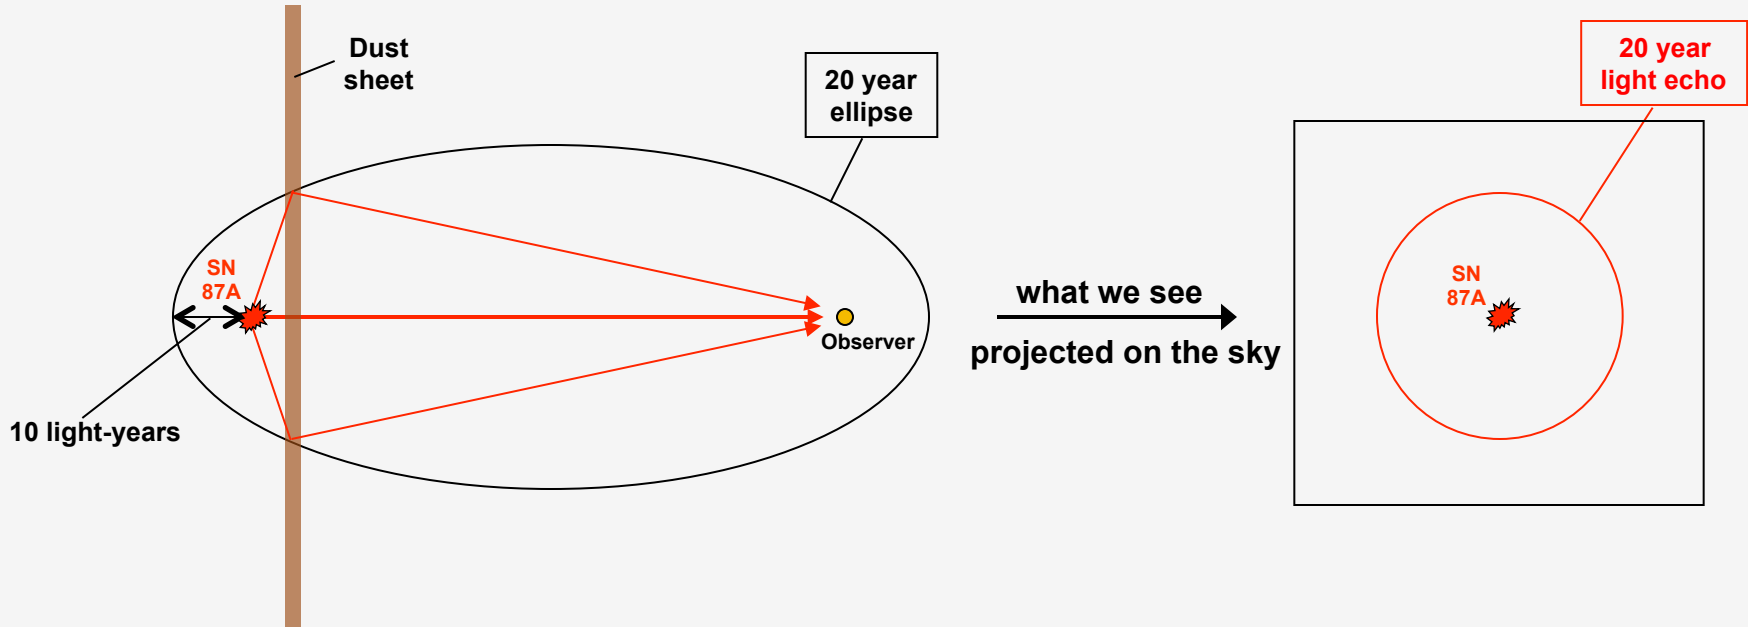 Dust
sheet
20 year
ellipse
SN
87A
Observer
10 light-years
what we see
projected on the sky
20 year
light echo
SN
87A